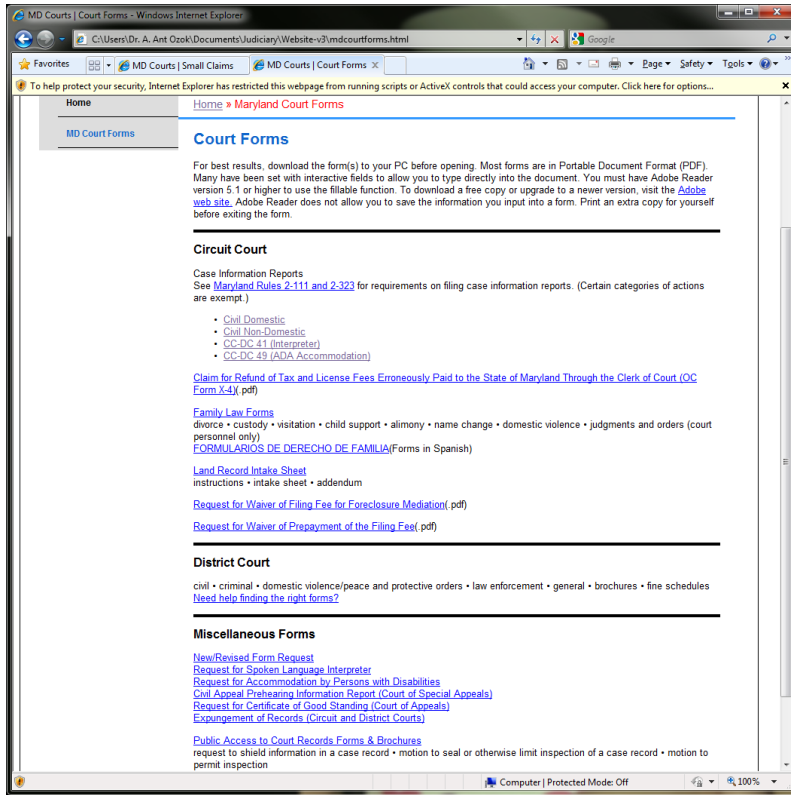 MD Courts | Court Forms - Windows Internet Explorer
C:\Users\Dr. A. Ant Ozok\Documents\Judiciary\Website-v3\mdcourtforms.html
Google
Favorites
MD Courts | Small Claims
MD Courts | Court Forms
Page
Safety
Tools
To help protect your security, Internet Explorer has restricted this webpage from running scripts or ActiveX controls that could access your computer. Click here for options...
Home
MD Court Forms
Home » Maryland Court Forms
Court Forms
For best results, download the form(s) to your PC before opening. Most forms are in Portable Document Format (PDF).
Many have been set with interactive fields to allow you to type directly into the document. You must have Adobe Reader
version 5.1 or higher to use the fillable function. To download a free copy or upgrade to a newer version, visit the Adobe
web site. Adobe Reader does not allow you to save the information you input into a form. Print an extra copy for yourself
before exiting the form.
Circuit Court
Case Information Reports
See Maryland Rules 2-111 and 2-323 for requirements on filing case information reports. (Certain categories of actions
are exempt.)
• Civil Domestic
• Civil Non-Domestic
• CC-DC 41 (Interpreter)
• CC-DC 49 (ADA Accommodation)
Claim for Refund of Tax and License Fees Erroneously Paid to the State of Maryland Through the Clerk of Court (OC
Form X-4)(.pdf)
Family Law Forms
divorce • custody • visitation • child support • alimony • name change • domestic violence • judgments and orders (court
personnel only)
FORMULARIOS DE DERECHO DE FAMILIA(Forms in Spanish)
Land Record Intake Sheet
instructions • intake sheet • addendum
Request for Waiver of Filing Fee for Foreclosure Mediation(.pdf)
Request for Waiver of Prepayment of the Filing Fee(.pdf)
District Court
civil • criminal • domestic violence/peace and protective orders • law enforcement • general • brochures • fine schedules
Need help finding the right forms?
Miscellaneous Forms
New/Revised Form Request
Request for Spoken Language Interpreter
Request for Accommodation by Persons with Disabilities
Civil Appeal Prehearing Information Report (Court of Special Appeals)
Request for Certificate of Good Standing (Court of Appeals)
Expungement of Records (Circuit and District Courts)
Public Access to Court Records Forms & Brochures
request to shield information in a case record • motion to seal or otherwise limit inspection of a case record • motion to
permit inspection
Computer | Protected Mode: Off
100%